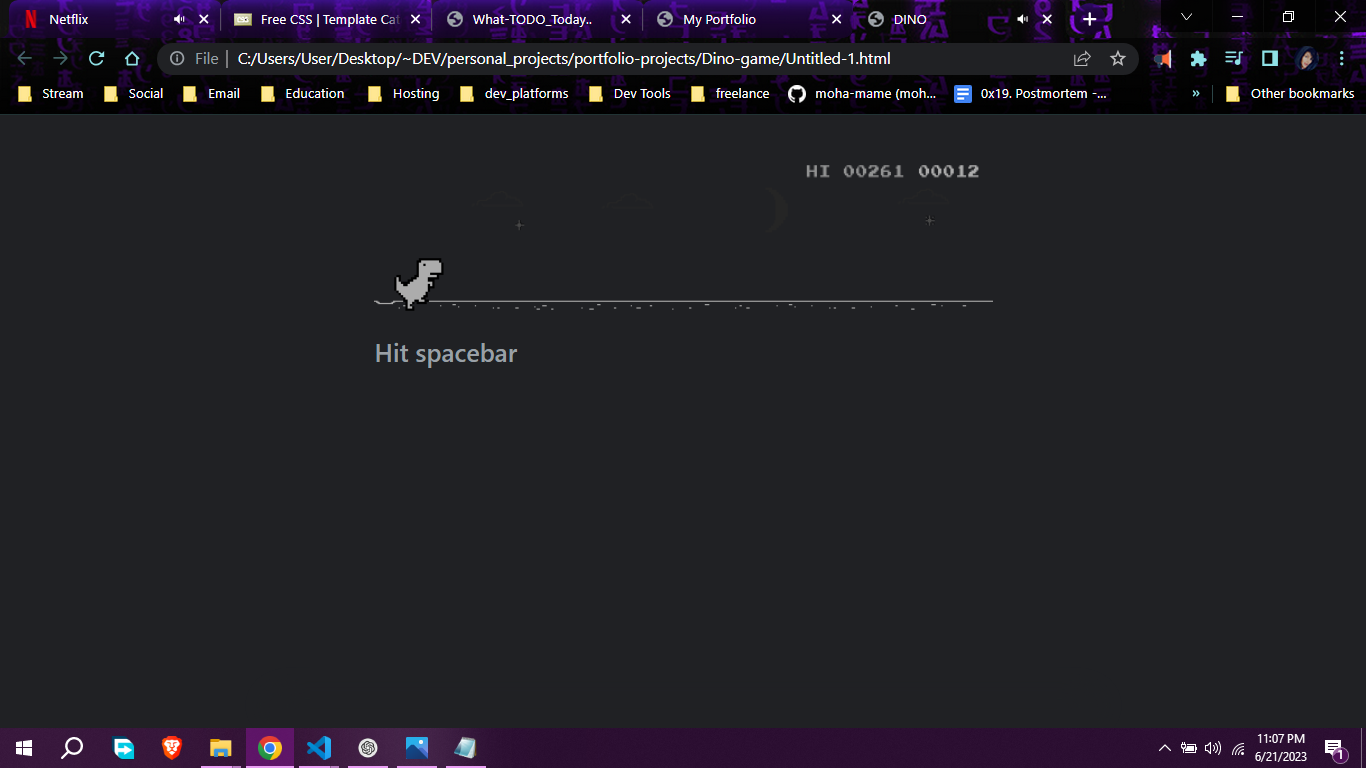 Netflix
Free CSS | Template Cat
What-TODO_Today..
My Portfolio
DINO
File | C:/Users/User/Desktop/~DEV/personal_projects/portfolio-projects/Dino-game/Untitled-1.html
Stream Social Email Education Hosting dev_platforms Dev Tools freelance moha-mame (moh... 0x19. Postmortem -... » Other bookmarks
HI 00261 00012
Hit spacebar
11:07 PM
6/21/2023
1